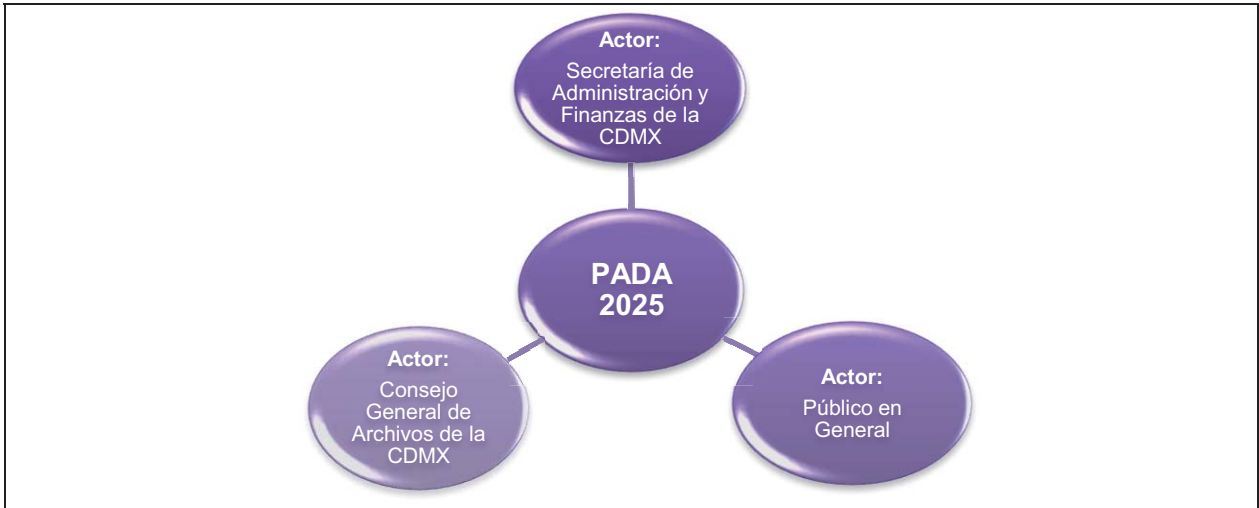 Actor:
Secretaría de
Administración y
Finanzas de la
CDMX
PADA
2025
Actor:
Consejo
General de
Archivos de la
CDMX
Actor:
Público en
General